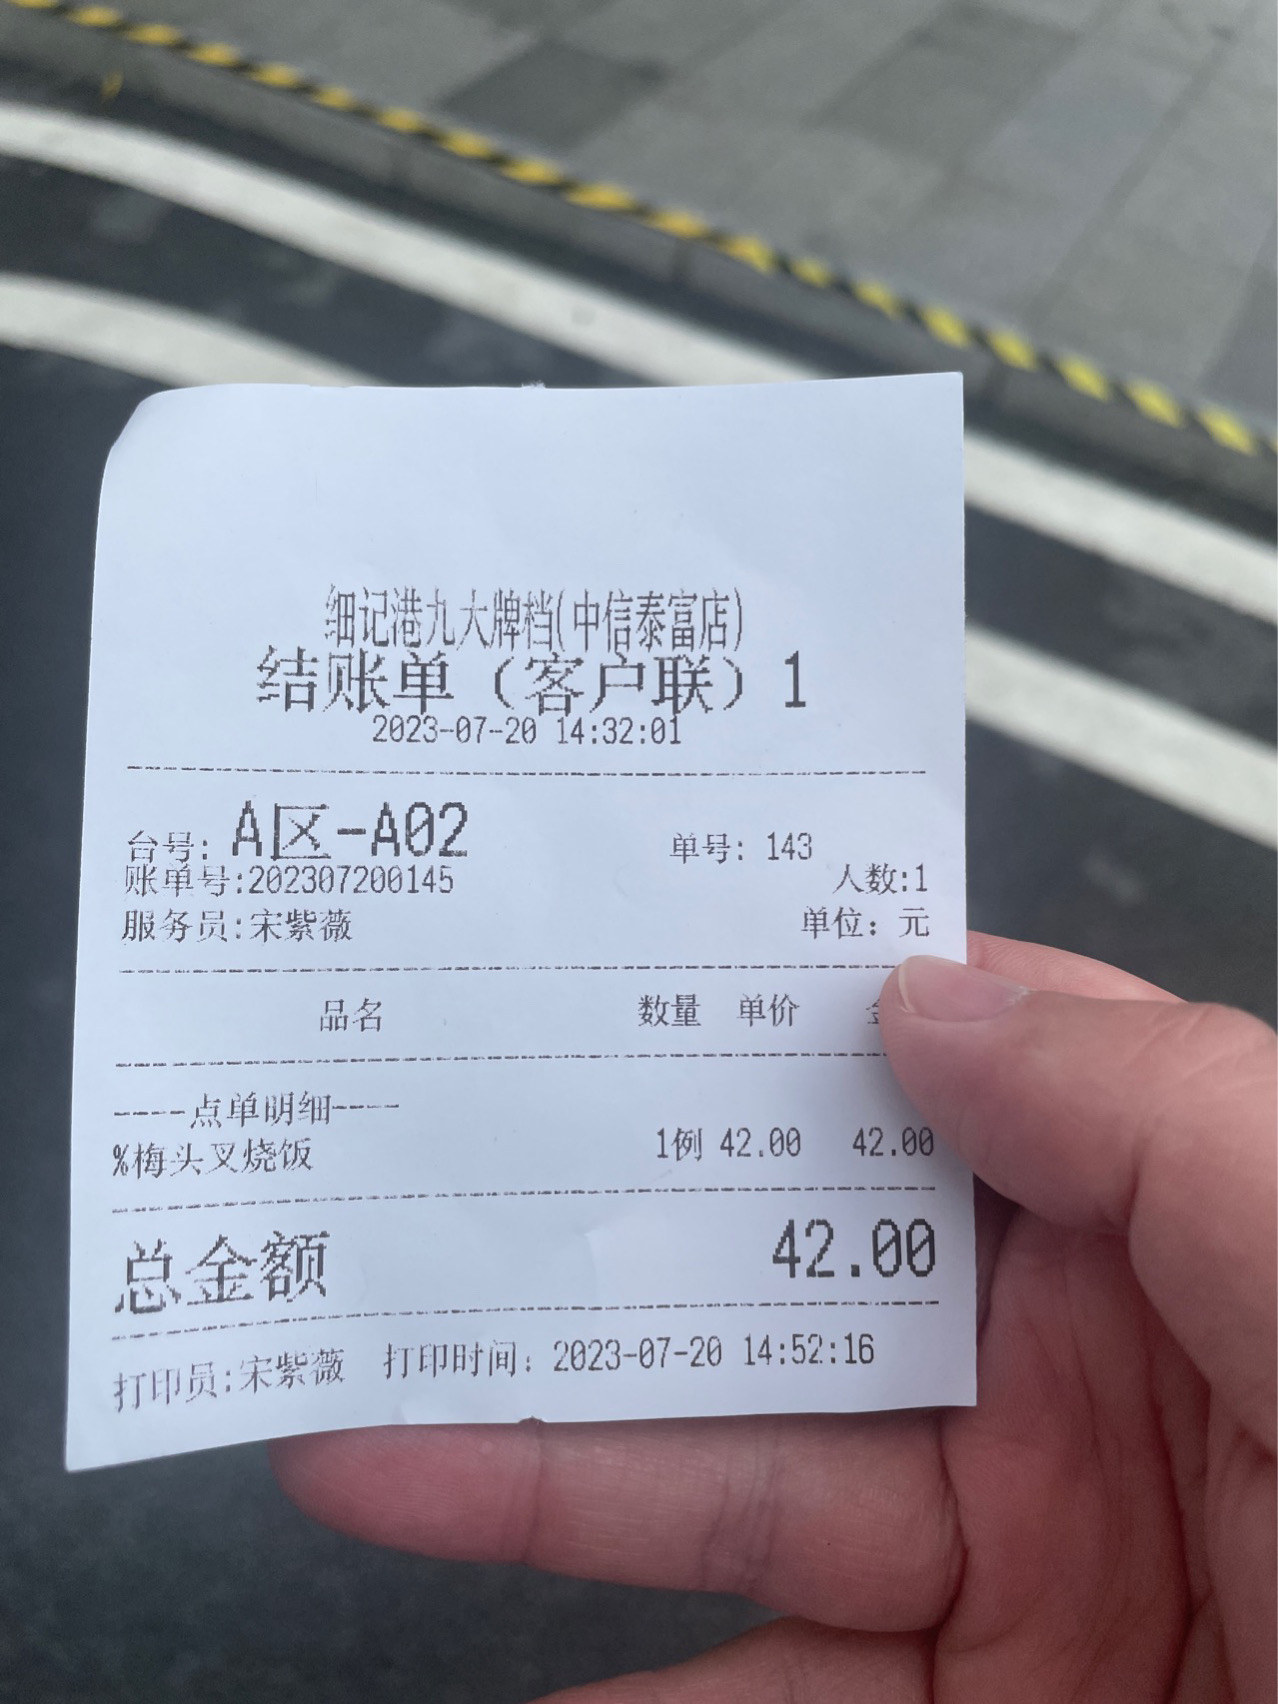 细记港九大牌档(中信泰富店)
结账单（客户联）1
2023-07-20 14:32:01
台号: A区-A02 单号: 143
账单号:202307200145 人数:1
服务员:宋紫薇 单位: 元
品名 数量 单价
----点单明细----
%梅头叉烧饭 1例 42.00 42.00
总金额 42.00
打印员:宋紫薇 打印时间: 2023-07-20 14:52:16